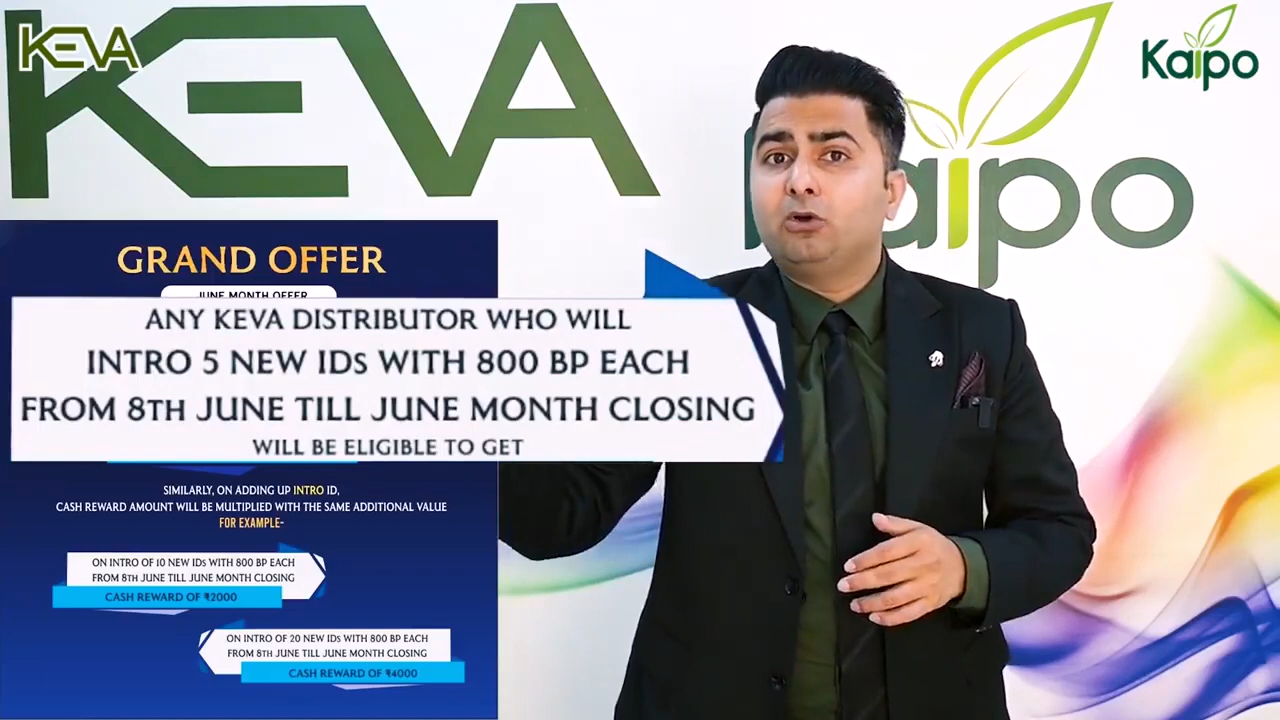 KEVA
KEVA
Kaipo
aipo
GRAND OFFER
JUNE MONTH OFFER
ANY KEVA DISTRIBUTOR WHO WILL
INTRO 5 NEW IDs WITH 800 BP EACH
FROM 8TH JUNE TILL JUNE MONTH CLOSING
WILL BE ELIGIBLE TO GET
SIMILARLY, ON ADDING UP INTRO ID,
CASH REWARD AMOUNT WILL BE MULTIPLIED WITH THE SAME ADDITIONAL VALUE
FOR EXAMPLE-
ON INTRO OF 10 NEW IDs WITH 800 BP EACH
FROM 8TH JUNE TILL JUNE MONTH CLOSING
CASH REWARD OF ₹2000
ON INTRO OF 20 NEW IDs WITH 800 BP EACH
FROM 8TH JUNE TILL JUNE MONTH CLOSING
CASH REWARD OF ₹4000